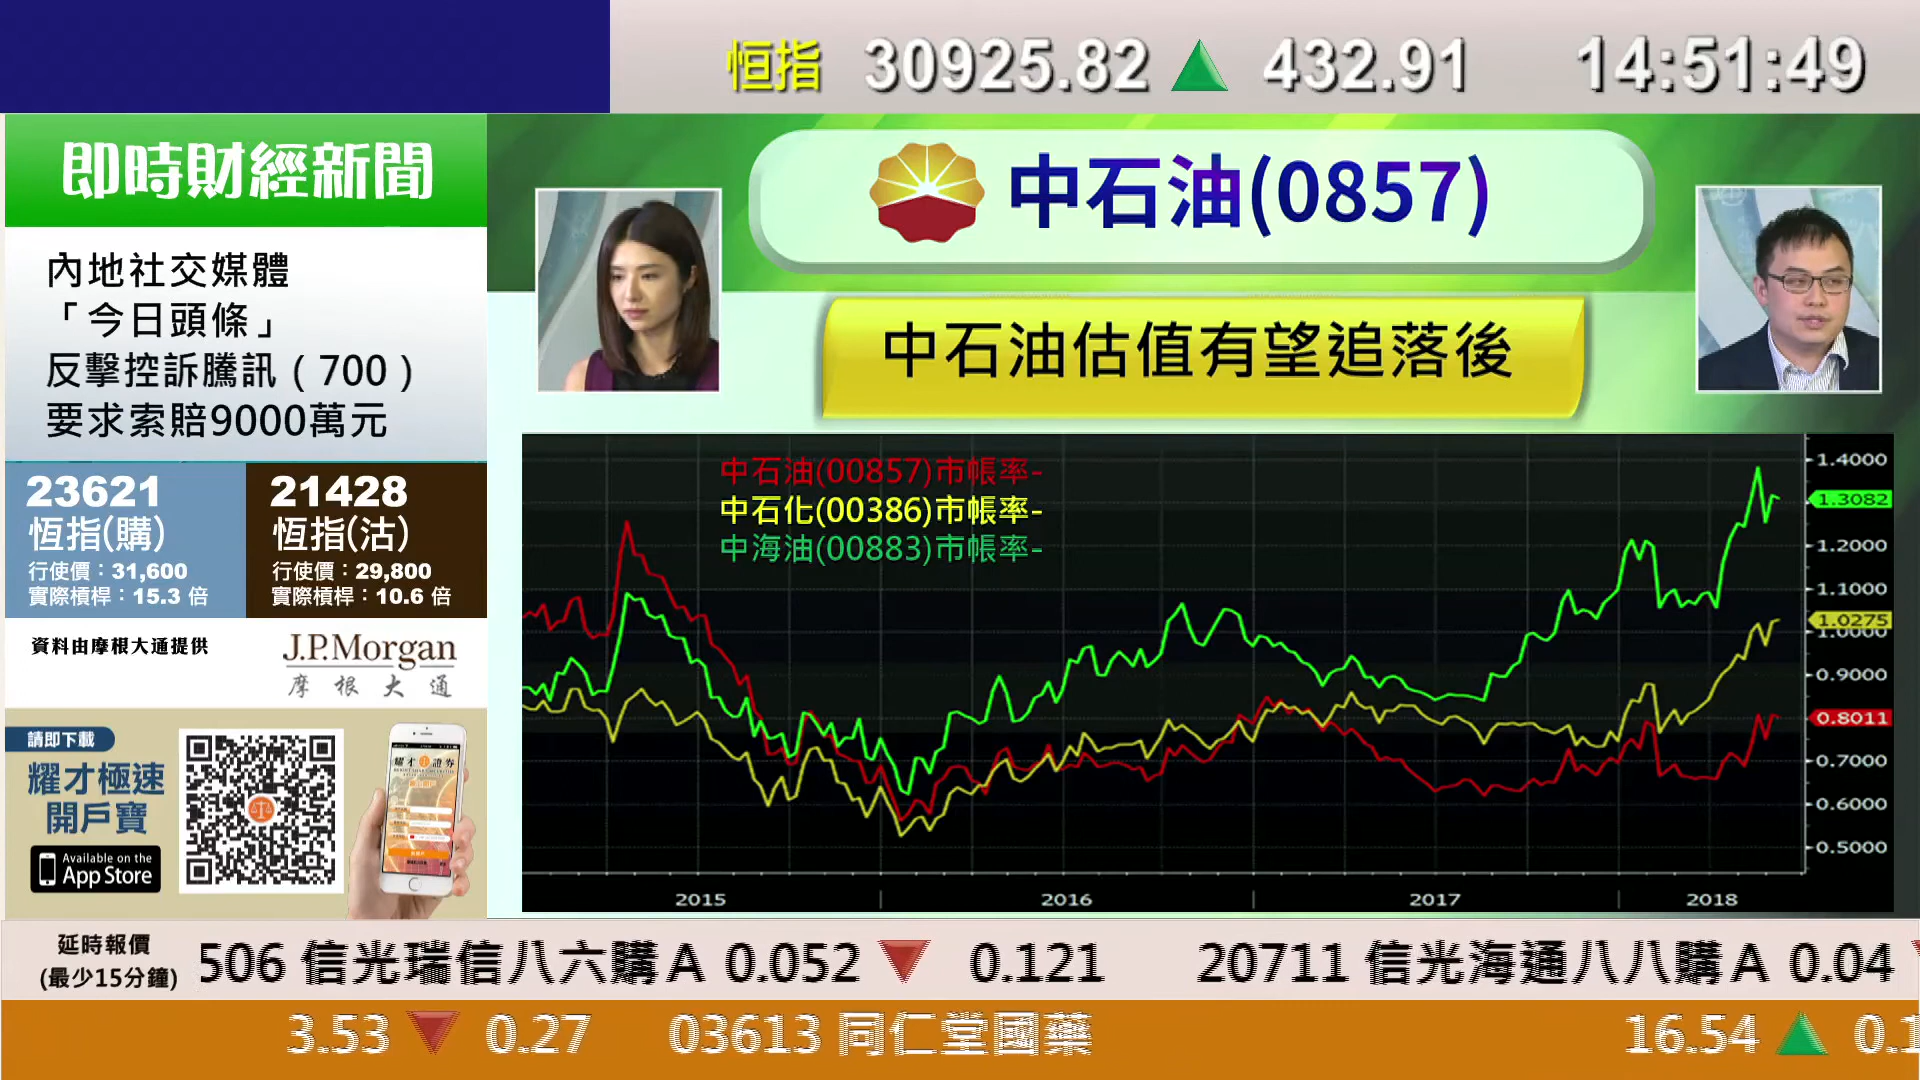 恒指 30925.82 432.91 14:51:49
即時財經新聞
內地社交媒體
「今日頭條」
反擊控訴騰訊（700）
要求索賠9000萬元
23621
恆指(購)
行使價：31,600
實際槓桿：15.3 倍
21428
恆指(沽)
行使價：29,800
實際槓桿：10.6 倍
資料由摩根大通提供
J.P.Morgan
摩根大通
請即下載
耀才極速
開戶寶
Available on the
App Store
耀才證券
中石油(0857)
中石油估值有望追落後
中石油(00857)市帳率-
中石化(00386)市帳率-
中海油(00883)市帳率-
1.4000
1.3082
1.2000
1.1000
1.0275
1.0000
0.9000
0.8011
0.7000
0.6000
0.5000
2015 2016 2017 2018
延時報價
(最少15分鐘)
506 信光瑞信八六購A 0.052 0.121 20711 信光海通八八購A 0.04
3.53 0.27 03613 同仁堂國藥 16.54 0.1